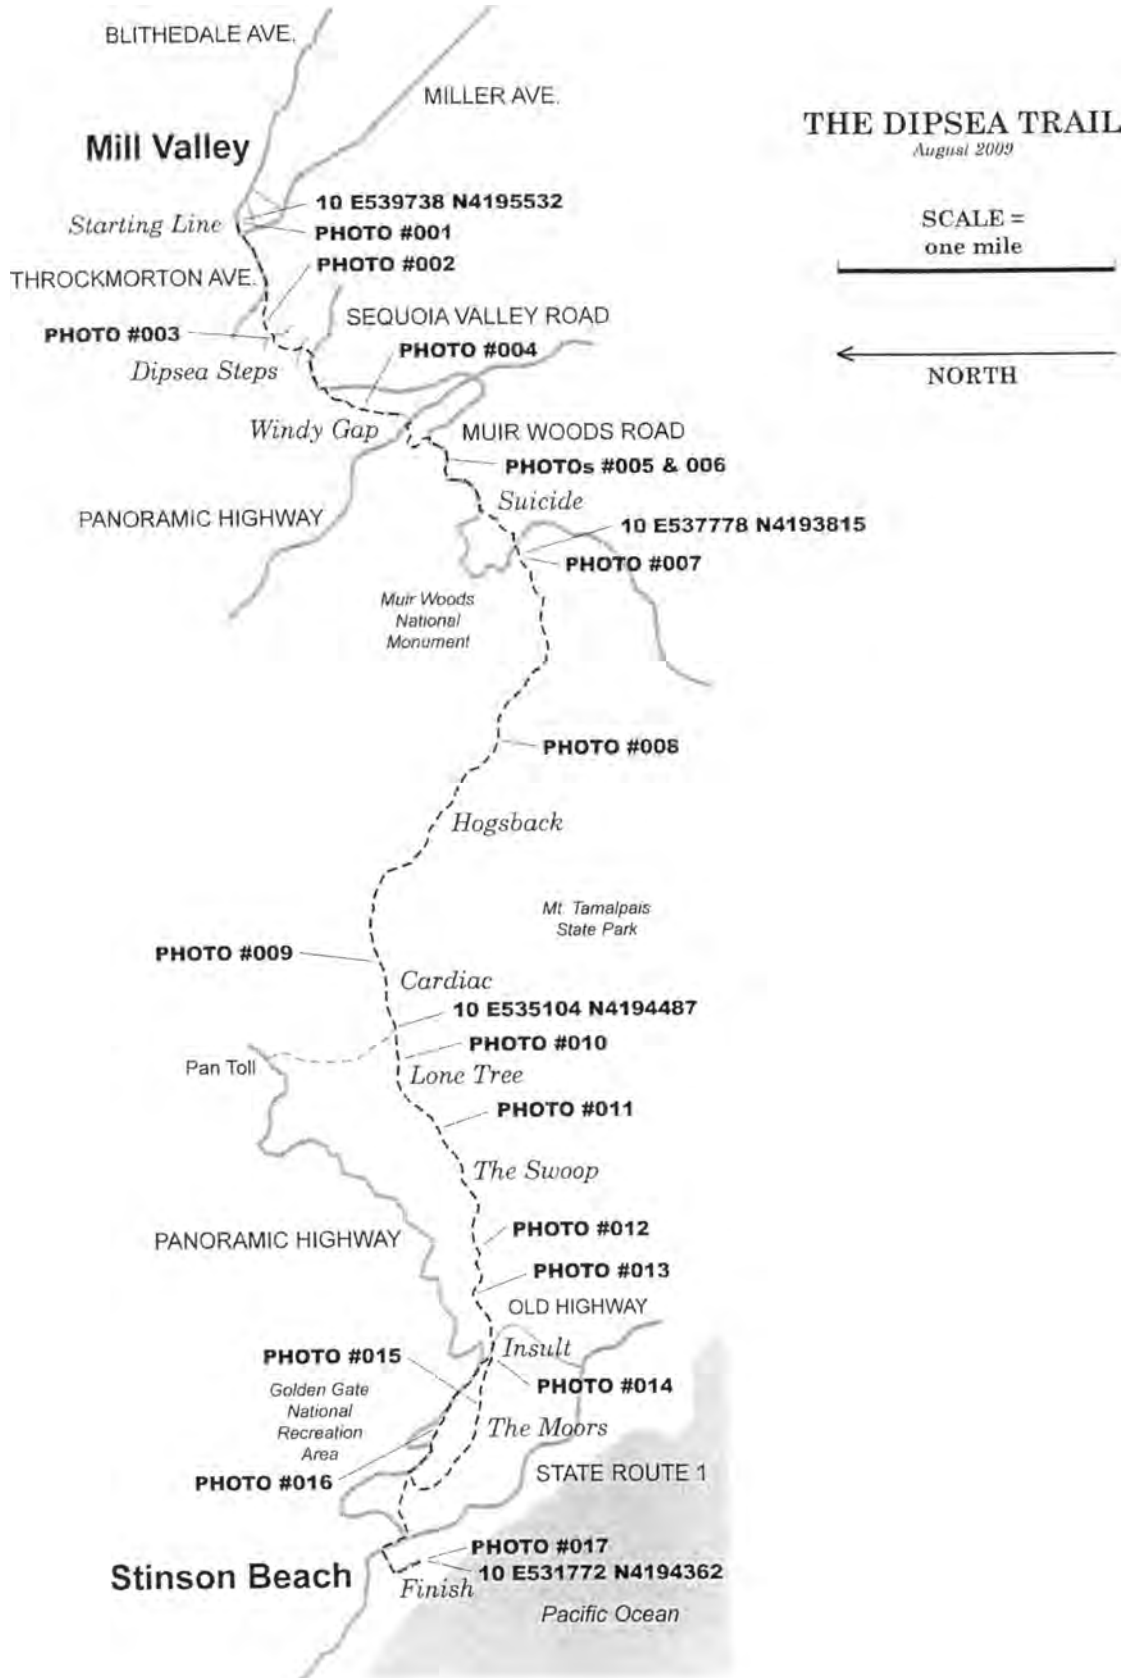 BLITHEDALE AVE.
MILLER AVE.
THE DIPSEA TRAIL
August 2009
Mill Valley
10 E539738 N4195532
SCALE =
one mile
Starting Line
PHOTO #001
PHOTO #002
THROCKMORTON AVE.
SEQUOIA VALLEY ROAD
PHOTO #003
PHOTO #004
NORTH
Dipsea Steps
Windy Gap
MUIR WOODS ROAD
PHOTOs #005 & 006
Suicide
PANORAMIC HIGHWAY
10 E537778 N4193815
PHOTO #007
Muir Woods
National
Monument
PHOTO #008
Hogsback
Mt. Tamalpais
State Park
PHOTO #009
Cardiac
10 E535104 N4194487
PHOTO #010
Pan Toll
Lone Tree
PHOTO #011
The Swoop
PHOTO #012
PANORAMIC HIGHWAY
PHOTO #013
OLD HIGHWAY
Insult
PHOTO #015
PHOTO #014
Golden Gate
National
Recreation
Area
The Moors
STATE ROUTE 1
PHOTO #016
PHOTO #017
10 E531772 N4194362
Stinson Beach
Finish
Pacific Ocean